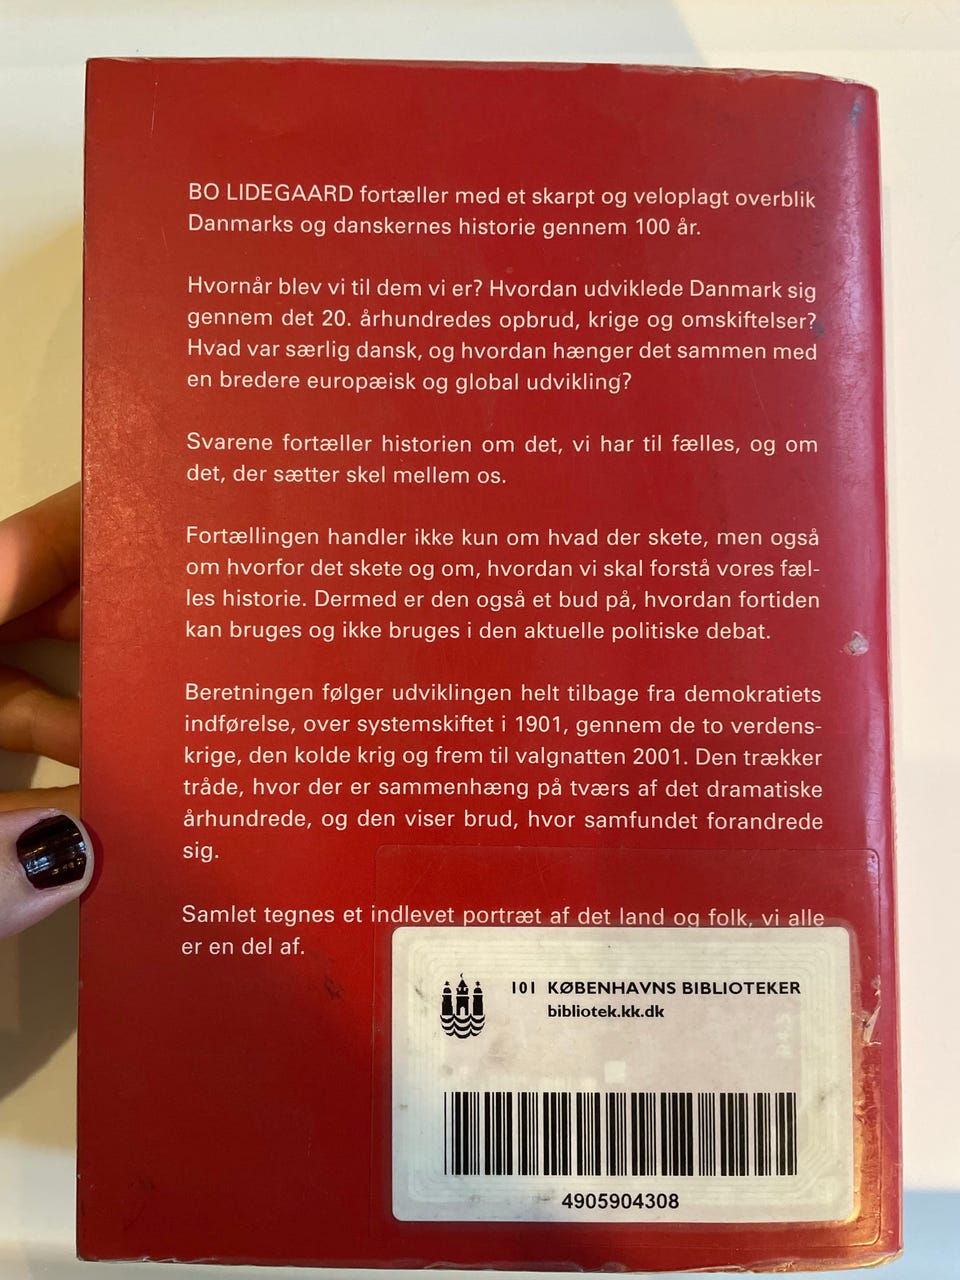 BO LIDEGAARD fortæller med et skarpt og veloplagt overblik
Danmarks og danskernes historie gennem 100 år.
Hvornår blev vi til dem vi er? Hvordan udviklede Danmark sig
gennem det 20. århundredes opbrud, krige og omskiftelser?
Hvad var særlig dansk, og hvordan hænger det sammen med
en bredere europæisk og global udvikling?
Svarene fortæller historien om det, vi har til fælles, og om
det, der sætter skel mellem os.
Fortællingen handler ikke kun om hvad der skete, men også
om hvorfor det skete og om, hvordan vi skal forstå vores fæl-
les historie. Dermed er den også et bud på, hvordan fortiden
kan bruges og ikke bruges i den aktuelle politiske debat.
Beretningen følger udviklingen helt tilbage fra demokratiets
indførelse, over systemskiftet i 1901, gennem de to verdens-
krige, den kolde krig og frem til valgnatten 2001. Den trækker
tråde, hvor der er sammenhæng på tværs af det dramatiske
århundrede, og den viser brud, hvor samfundet forandrede
sig.
Samlet tegnes et indlevet portræt af det land og folk, vi alle
er en del af.
101 KØBENHAVNS BIBLIOTEKER
bibliotek.kk.dk
4905904308